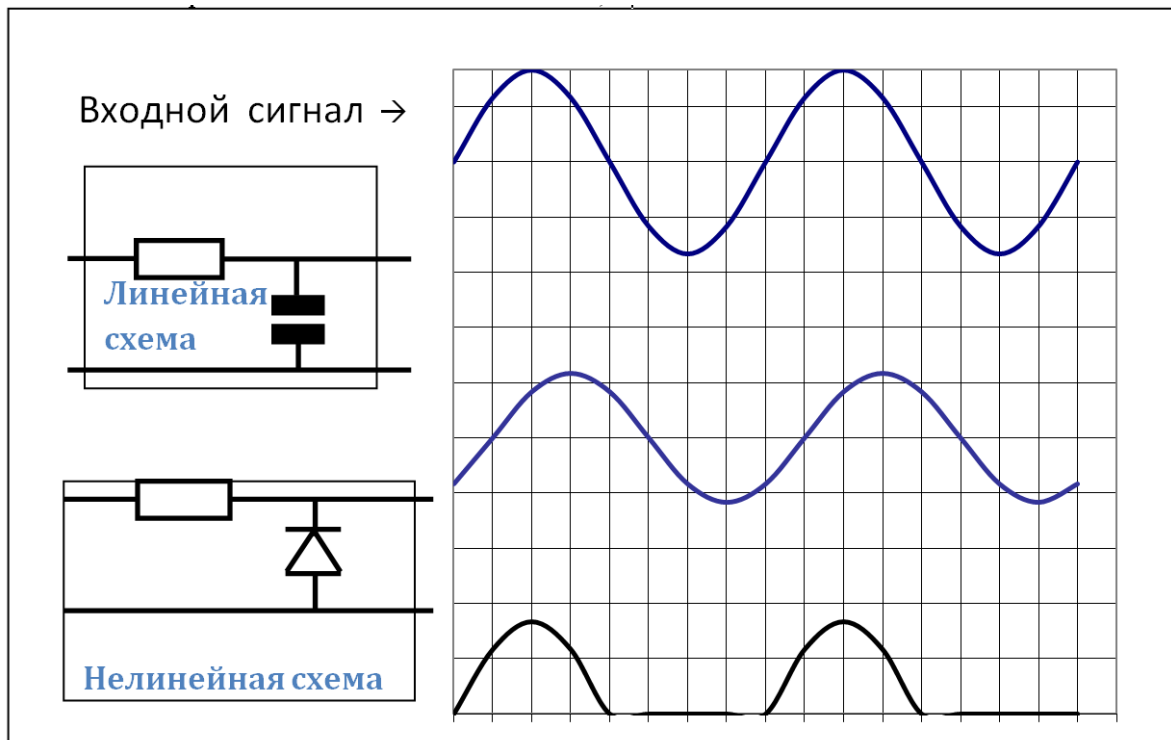 Входной сигнал →
Линейная
схема
Нелинейная схема